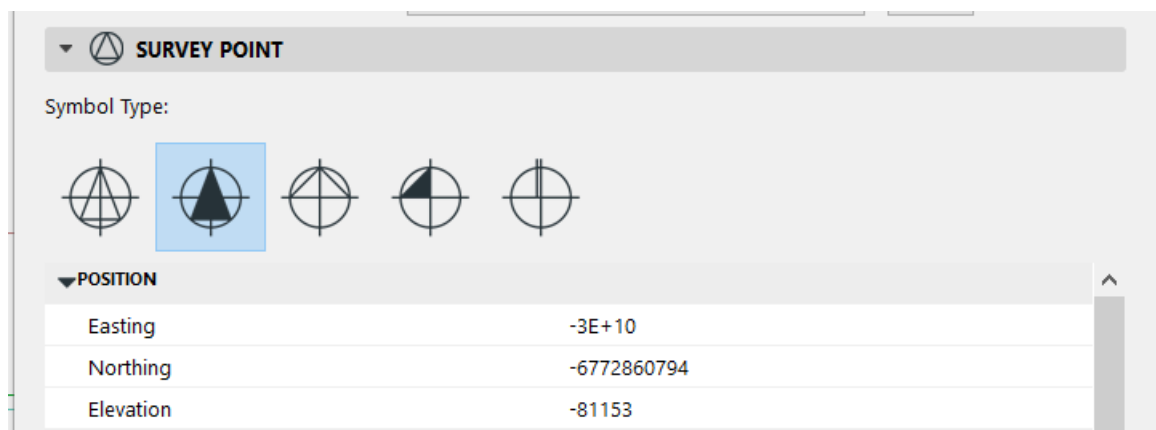 SURVEY POINT
Symbol Type:
POSITION
Easting -3E+10
Northing -6772860794
Elevation -81153